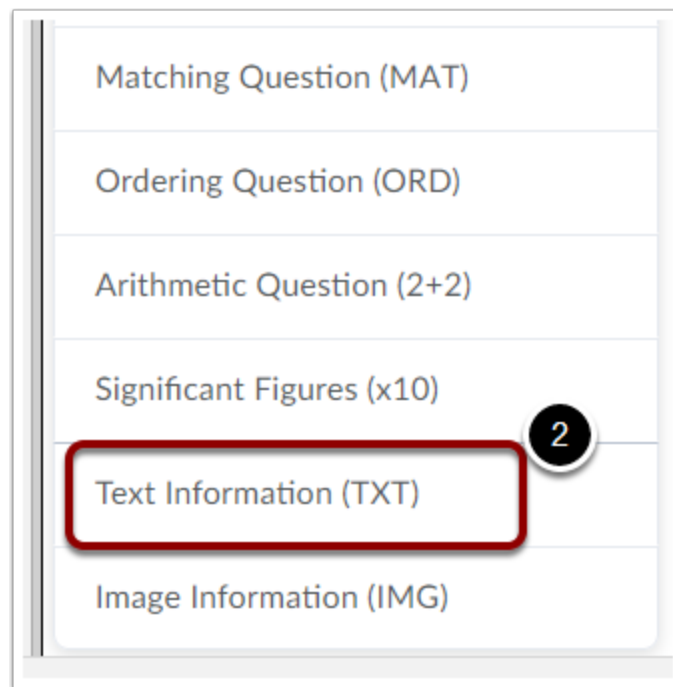 Matching Question (MAT)
Ordering Question (ORD)
Arithmetic Question (2+2)
Significant Figures (x10)
2
Text Information (TXT)
Image Information (IMG)